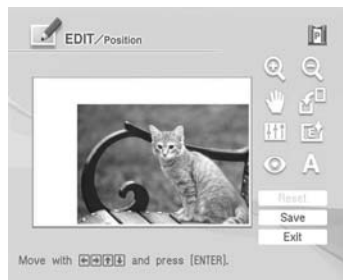 EDIT/Position
P
A
Reset
Save
Exit
Move with ←→↑↓ and press [ENTER].